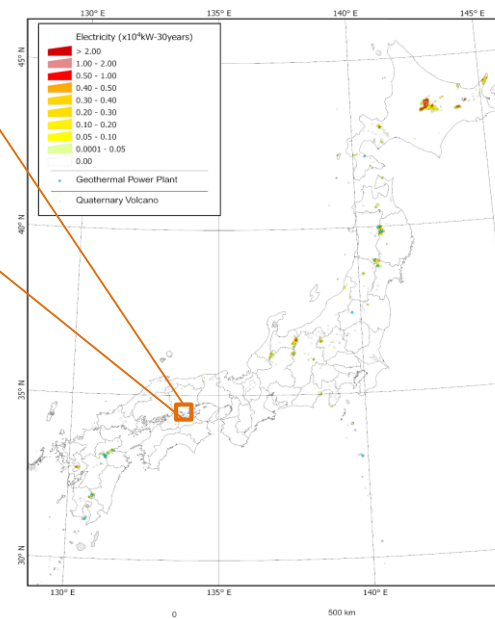 130° E 135° E 140° E 145° E
Electricity (x10⁴kW-30years)
> 2.00
1.00 - 2.00
0.50 - 1.00
0.40 - 0.50
0.30 - 0.40
0.20 - 0.30
0.10 - 0.20
0.05 - 0.10
0.0001 - 0.05
0.00
Geothermal Power Plant
Quaternary Volcano
45° N
40° N
35° N
30° N
130° E 135° E 140° E
0 500 km